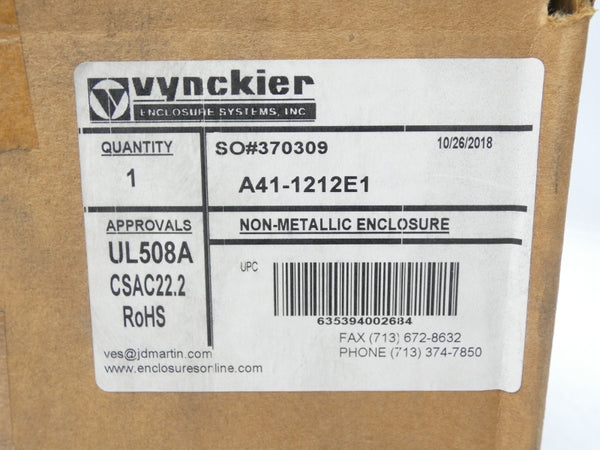 vynckier
ENCLOSURE SYSTEMS, INC
QUANTITY
1
SO#370309
10/26/2018
A41-1212E1
APPROVALS
UL508A
CSAC22.2
RoHS
NON-METALLIC ENCLOSURE
UPC
635394002684
FAX (713) 672-8632
PHONE (713) 374-7850
ves@jdmartin.com
www.enclosuresonline.com